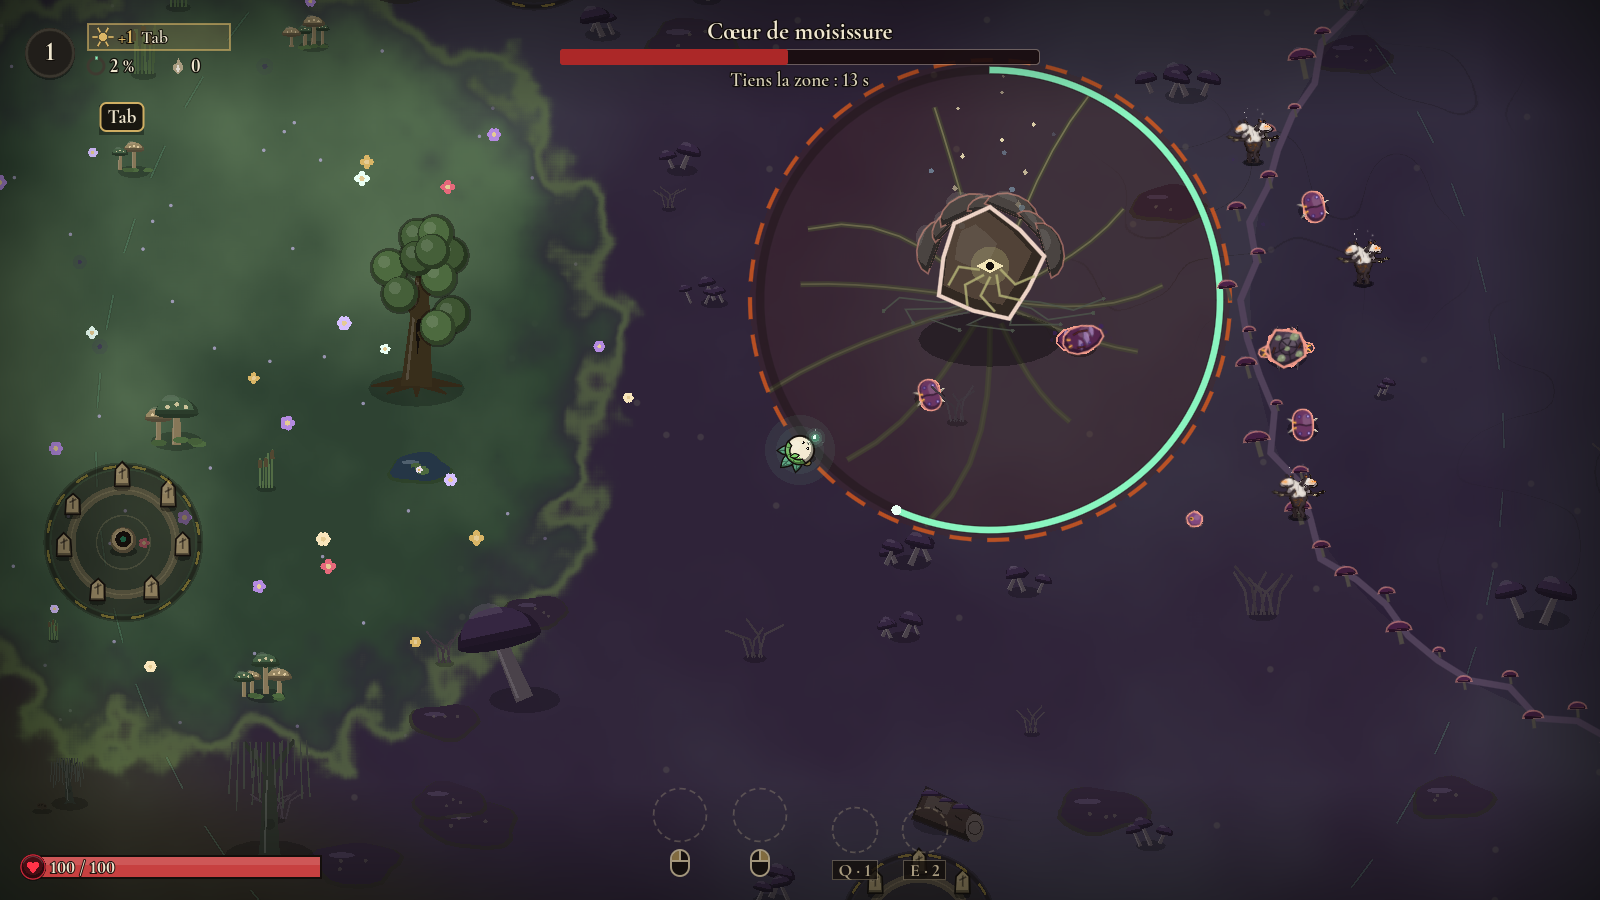 Cœur de moisissure
Tiens la zone : 13 s
1
+1 Tab
2 %
0
Tab
100 / 100
Q · 1
E · 2